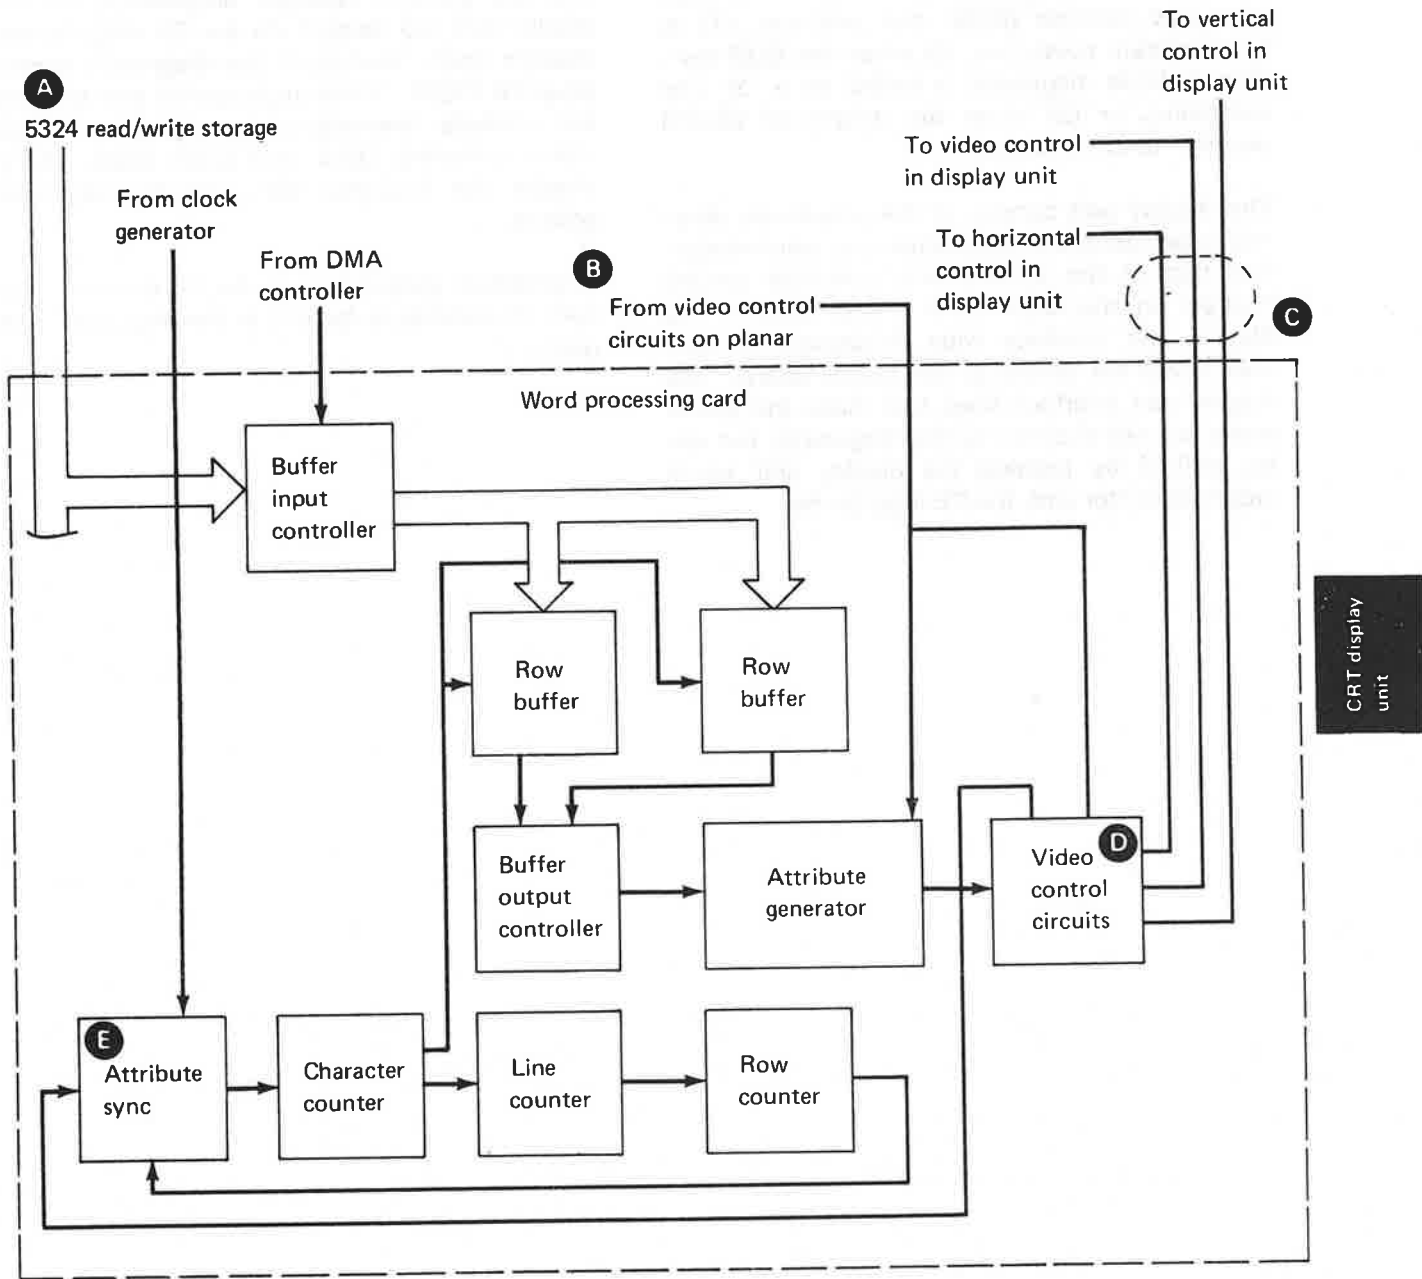 To vertical
control in
display unit
A
5324 read/write storage
To video control
in display unit
From clock
generator
To horizontal
control in
display unit
From DMA
controller
B
From video control
circuits on planar
C
Word processing card
Buffer
input
controller
CRT display
unit
Row
buffer
Row
buffer
Buffer
output
controller
Attribute
generator
Video
control
circuits
D
E
Attribute
sync
Character
counter
Line
counter
Row
counter